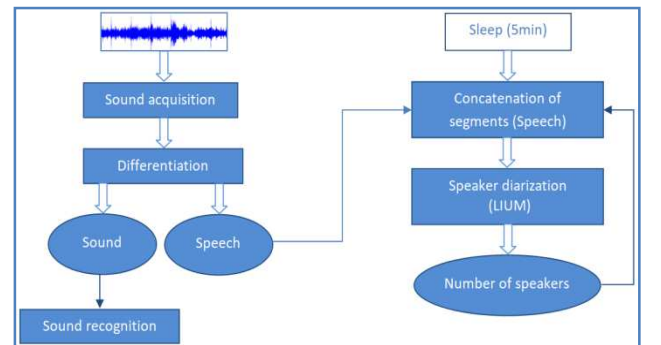 Sound acquisition
Differentiation
Sound
Speech
Sound recognition
Sleep (5min)
Concatenation of
segments (Speech)
Speaker diarization
(LIUM)
Number of speakers